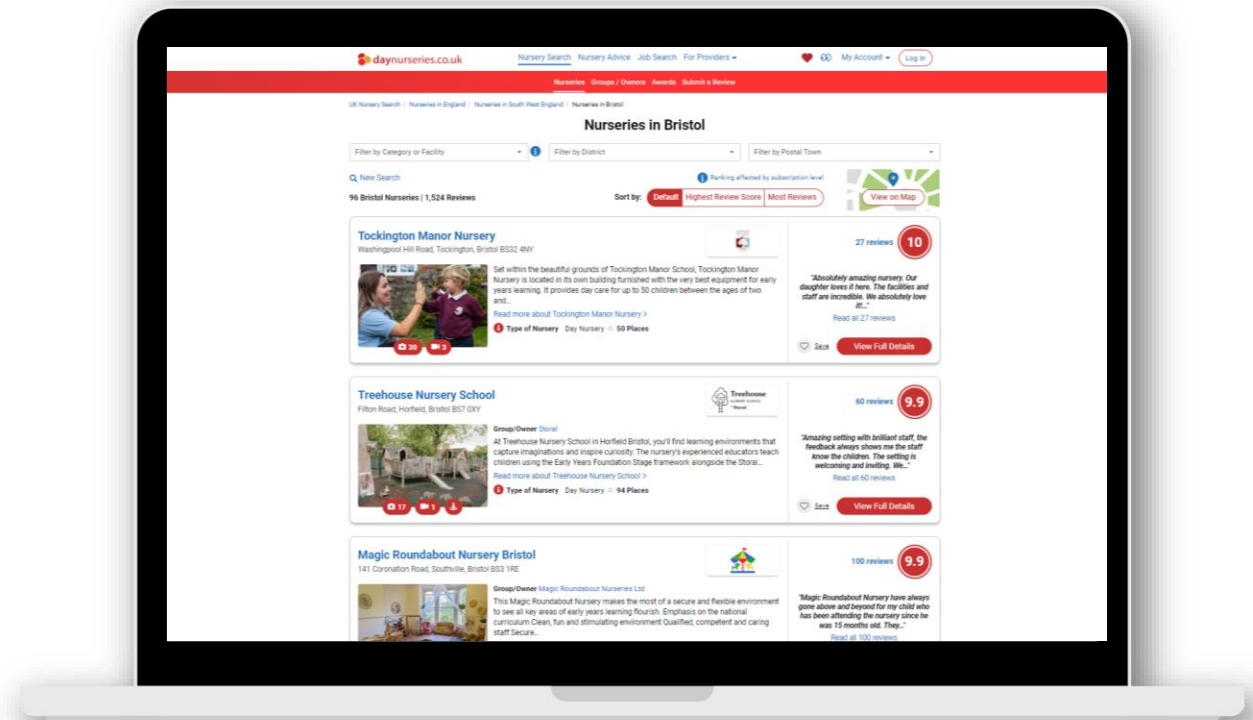 daynurseries.co.uk
Nursery Search Nursery Advice Job Search For Providers My Account Log In
Nurseries Groups / Owners Awards Submit a Review
UK Nursery Search / Nurseries in England / Nurseries in South West England / Nurseries in Bristol
Nurseries in Bristol
Filter by Category or Facility Filter by District Filter by Postal Town
New Search Ranking affected by subscription level
96 Bristol Nurseries | 1,524 Reviews Sort by: Default Highest Review Score Most Reviews View on Map
Tockington Manor Nursery
Washingpool Hill Road, Tockington, Bristol BS32 4NY
27 reviews 10
Set within the beautiful grounds of Tockington Manor School, Tockington Manor
Nursery is located in its own building furnished with the very best equipment for early
years learning. It provides day care for up to 50 children between the ages of two
and...
Read more about Tockington Manor Nursery >
Type of Nursery Day Nursery 50 Places
30 3
"Absolutely amazing nursery. Our
daughter loves it here. The facilities and
staff are incredible. We absolutely love
it!..."
Read all 27 reviews
Save View Full Details
Treehouse Nursery School
Filton Road, Horfield, Bristol BS7 0XY
Treehouse
NURSERY SCHOOL
Storal
60 reviews 9.9
Group/Owner Storal
At Treehouse Nursery School in Horfield Bristol, you'll find learning environments that
capture imaginations and inspire curiosity. The nursery's experienced educators teach
children using the Early Years Foundation Stage framework alongside the Storal...
Read more about Treehouse Nursery School >
Type of Nursery Day Nursery 94 Places
17 1
"Amazing setting with brilliant staff, the
feedback always shows me the staff
know the children. The setting is
welcoming and inviting. We..."
Read all 60 reviews
Save View Full Details
Magic Roundabout Nursery Bristol
141 Coronation Road, Southville, Bristol BS3 1RE
100 reviews 9.9
Group/Owner Magic Roundabout Nurseries Ltd
This Magic Roundabout Nursery makes the most of a secure and flexible environment
to see all key areas of early years learning flourish. Emphasis on the national
curriculum Clean, fun and stimulating environment Qualified, competent and caring
staff Secure...
"Magic Roundabout Nursery have always
gone above and beyond for my child who
has been attending the nursery since he
was 15 months old. They..."
Read all 100 reviews